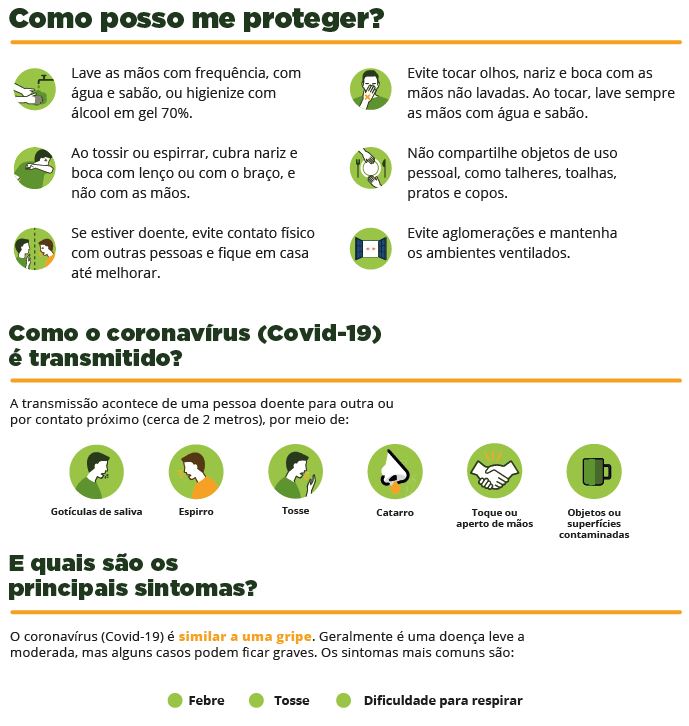 Como posso me proteger?
Lave as mãos com frequência, com
água e sabão, ou higienize com
álcool em gel 70%.
Evite tocar olhos, nariz e boca com as
mãos não lavadas. Ao tocar, lave sempre
as mãos com água e sabão.
Ao tossir ou espirrar, cubra nariz e
boca com lenço ou com o braço, e
não com as mãos.
Não compartilhe objetos de uso
pessoal, como talheres, toalhas,
pratos e copos.
Se estiver doente, evite contato físico
com outras pessoas e fique em casa
até melhorar.
Evite aglomerações e mantenha
os ambientes ventilados.
Como o coronavírus (Covid-19)
é transmitido?
A transmissão acontece de uma pessoa doente para outra ou
por contato próximo (cerca de 2 metros), por meio de:
Gotículas de saliva
Espirro
Tosse
Catarro
Toque ou
aperto de mãos
Objetos ou
superfícies
contaminadas
E quais são os
principais sintomas?
O coronavírus (Covid-19) é similar a uma gripe. Geralmente é uma doença leve a
moderada, mas alguns casos podem ficar graves. Os sintomas mais comuns são:
Febre
Tosse
Dificuldade para respirar